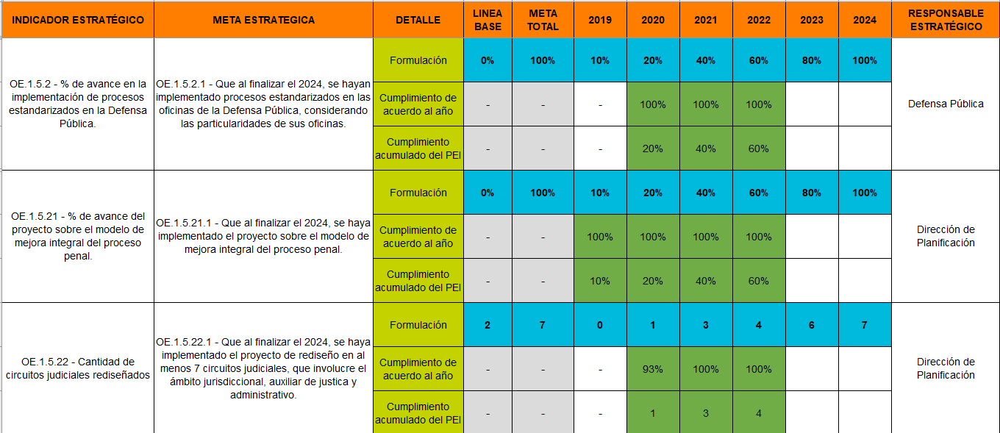 INDICADOR ESTRATÉGICO META ESTRATEGICA DETALLE LINEA BASE META TOTAL 2019 2020 2021 2022 2023 2024 RESPONSABLE ESTRATÉGICO
OE.1.5.2 - % de avance en la
implementación de procesos
estandarizados en la Defensa
Pública.
OE.1.5.2.1 - Que al finalizar el 2024, se hayan
implementado procesos estandarizados en las
oficinas de la Defensa Pública, considerando
las particularidades de sus oficinas.
Formulación 0% 100% 10% 20% 40% 60% 80% 100%
Cumplimiento de
acuerdo al año - - - 100% 100% 100%
Cumplimiento
acumulado del PEI - - - 20% 40% 60%
Defensa Pública
OE.1.5.21 - % de avance del
proyecto sobre el modelo de
mejora integral del proceso
penal.
OE.1.5.21.1 - Que al finalizar el 2024, se haya
implementado el proyecto sobre el modelo de
mejora integral del proceso penal.
Formulación 0% 100% 10% 20% 40% 60% 80% 100%
Cumplimiento de
acuerdo al año - - 100% 100% 100% 100%
Cumplimiento
acumulado del PEI - - 10% 20% 40% 60%
Dirección de
Planificación
OE.1.5.22 - Cantidad de
circuitos judiciales rediseñados
OE.1.5.22.1 - Que al finalizar el 2024, se haya
implementado el proyecto de rediseño en al
menos 7 circuitos judiciales, que involucre el
ámbito jurisdiccional, auxiliar de justica y
administrativo.
Formulación 2 7 0 1 3 4 6 7
Cumplimiento de
acuerdo al año - - - 93% 100% 100%
Cumplimiento
acumulado del PEI - - - 1 3 4
Dirección de
Planificación